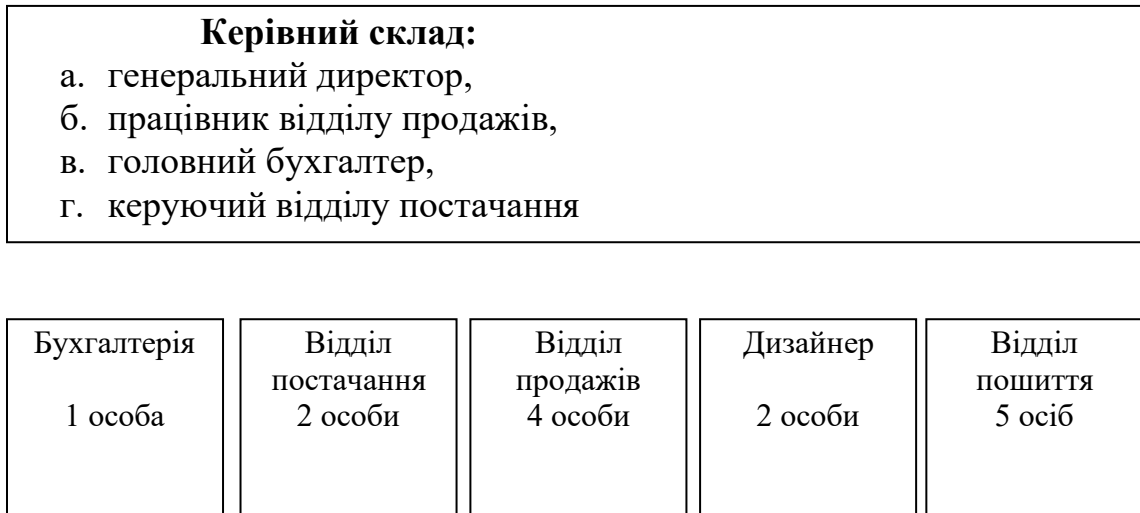 Керівний склад:
а. генеральний директор,
б. працівник відділу продажів,
в. головний бухгалтер,
г. керуючий відділу постачання
Бухгалтерія
1 особа
Відділ
постачання
2 особи
Відділ
продажів
4 особи
Дизайнер
2 особи
Відділ
пошиття
5 осіб